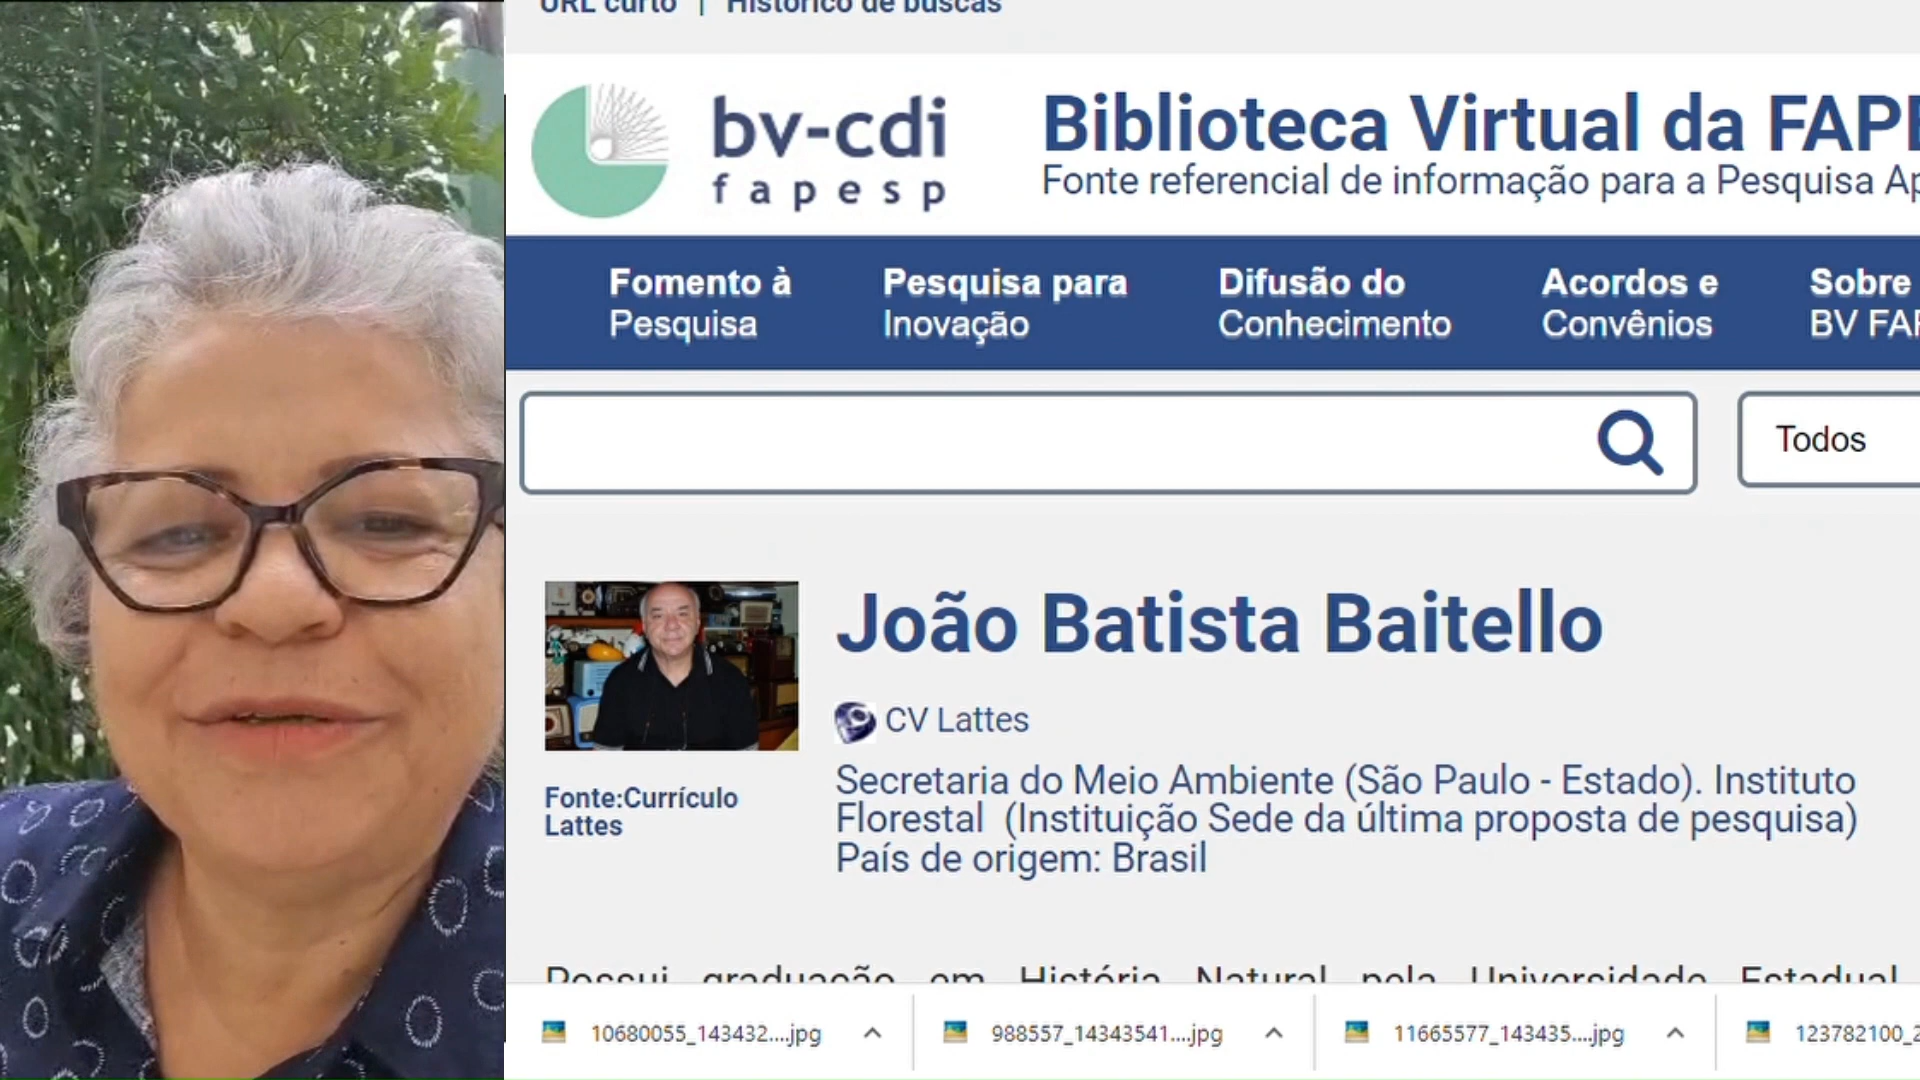 URL curto | Histórico de buscas
bv-cdi
fapesp
Biblioteca Virtual da
Fonte referencial de informação para a Pesquisa
Fomento à
Pesquisa
Pesquisa para
Inovação
Difusão do
Conhecimento
Acordos e
Convênios
Sobre
BV
Todos
João Batista Baitello
CV Lattes
Fonte:Currículo
Lattes
Secretaria do Meio Ambiente (São Paulo - Estado). Instituto
Florestal (Instituição Sede da última proposta de pesquisa)
País de origem: Brasil
Possui graduação em História Natural pela Universidade Estadual
10680055_143432....jpg
988557_14343541....jpg
11665577_143435....jpg
123782100_2